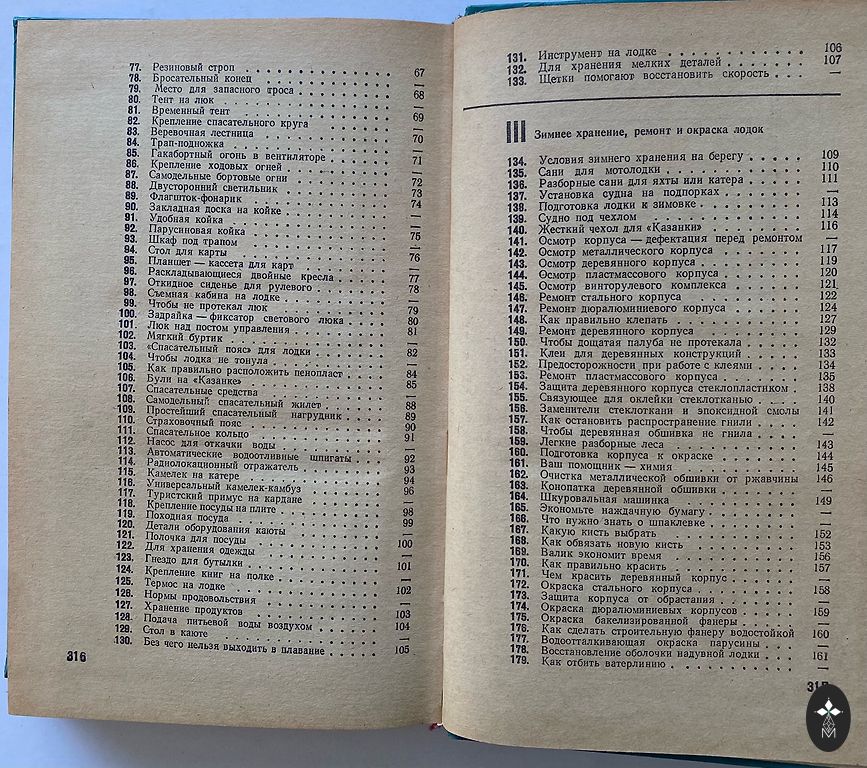 77. Резиновый строп 67
78. Бросательный конец —
79. Место для запасного троса 68
80. Тент на люк —
81. Временный тент 69
82. Крепление спасательного круга —
83. Веревочная лестница 70
84. Трап-подножка —
85. Гакабортный огонь в вентиляторе 71
86. Крепление ходовых огней —
87. Самодельные бортовые огни 72
88. Двусторонний светильник 73
89. Флагшток-фонарик 74
90. Закладная доска на койке —
91. Удобная койка —
92. Парусиновая койка 75
93. Шкаф под трапом —
94. Стол для карты 76
95. Планшет — кассета для карт —
96. Раскладывающиеся двойные кресла 77
97. Откидное сиденье для рулевого 78
98. Съемная кабина на лодке —
99. Чтобы не протекал люк 79
100. Задрайка — фиксатор светового люка 80
101. Люк над постом управления 81
102. Мягкий буртик —
103. «Спасательный пояс» для лодки 82
104. Чтобы лодка не тонула —
105. Как правильно расположить пенопласт 84
106. Були на «Казанке» 85
107. Спасательные средства —
108. Самодельный спасательный жилет 88
109. Простейший спасательный нагрудник 89
110. Страховочный пояс 90
111. Спасательное кольцо 91
112. Насос для откачки воды —
113. Автоматические водоотливные шпигаты 92
114. Радиолокационный отражатель 93
115. Камелек на катере 94
116. Универсальный камелек-камбуз 96
117. Туристский примус на кардане —
118. Крепление посуды на плите 98
119. Походная посуда 99
120. Детали оборудования каюты —
121. Полочка для посуды 100
122. Для хранения одежды —
123. Гнездо для бутылки 101
124. Крепление книг на полке —
125. Термос на лодке 102
126. Нормы продовольствия —
127. Хранение продуктов 103
128. Подача питьевой воды воздухом 104
129. Стол в каюте —
130. Без чего нельзя выходить в плавание 105
316
131. Инструмент на лодке 106
132. Для хранения мелких деталей 107
133. Щетки помогают восстановить скорость —
III Зимнее хранение, ремонт и окраска лодок
134. Условия зимнего хранения на берегу 109
135. Сани для мотолодки 110
136. Разборные сани для яхты или катера 111
137. Установка судна на подпорках —
138. Подготовка лодки к зимовке 113
139. Судно под чехлом 114
140. Жесткий чехол для «Казанки» 116
141. Осмотр корпуса — дефектация перед ремонтом —
142. Осмотр металлического корпуса 117
143. Осмотр деревянного корпуса 119
144. Осмотр пластмассового корпуса 120
145. Осмотр винторулевого комплекса 121
146. Ремонт стального корпуса 122
147. Ремонт дюралюминиевого корпуса 124
148. Как правильно клепать 127
149. Ремонт деревянного корпуса 129
150. Чтобы дощатая палуба не протекала 132
151. Клеи для деревянных конструкций 133
152. Предосторожности при работе с клеями 134
153. Ремонт пластмассового корпуса 135
154. Защита деревянного корпуса стеклопластиком 138
155. Связующее для оклейки стеклотканью 140
156. Заменители стеклоткани и эпоксидной смолы 141
157. Как остановить распространение гнили 142
158. Чтобы деревянная обшивка не гнила —
159. Легкие разборные леса 143
160. Подготовка корпуса к окраске 144
161. Ваш помощник — химия 145
162. Очистка металлической обшивки от ржавчины 146
163. Конопатка деревянной обшивки —
164. Шкуровальная машинка 149
165. Экономьте наждачную бумагу —
166. Что нужно знать о шпаклевке —
167. Какую кисть выбрать 152
168. Как обвязать новую кисть 153
169. Валик экономит время 156
170. Как правильно красить 157
171. Чем красить деревянный корпус —
172. Окраска стального корпуса 158
173. Защита корпуса от обрастания —
174. Окраска дюралюминиевых корпусов 159
175. Окраска бакелизированной фанеры —
176. Как сделать строительную фанеру водостойкой 160
177. Водоотталкивающая окраска парусины —
178. Восстановление оболочки надувной лодки 161
179. Как отбить ватерлинию —